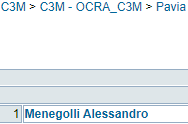 C3M > C3M - OCRA_C3M > Pavia
1 Menegolli Alessandro